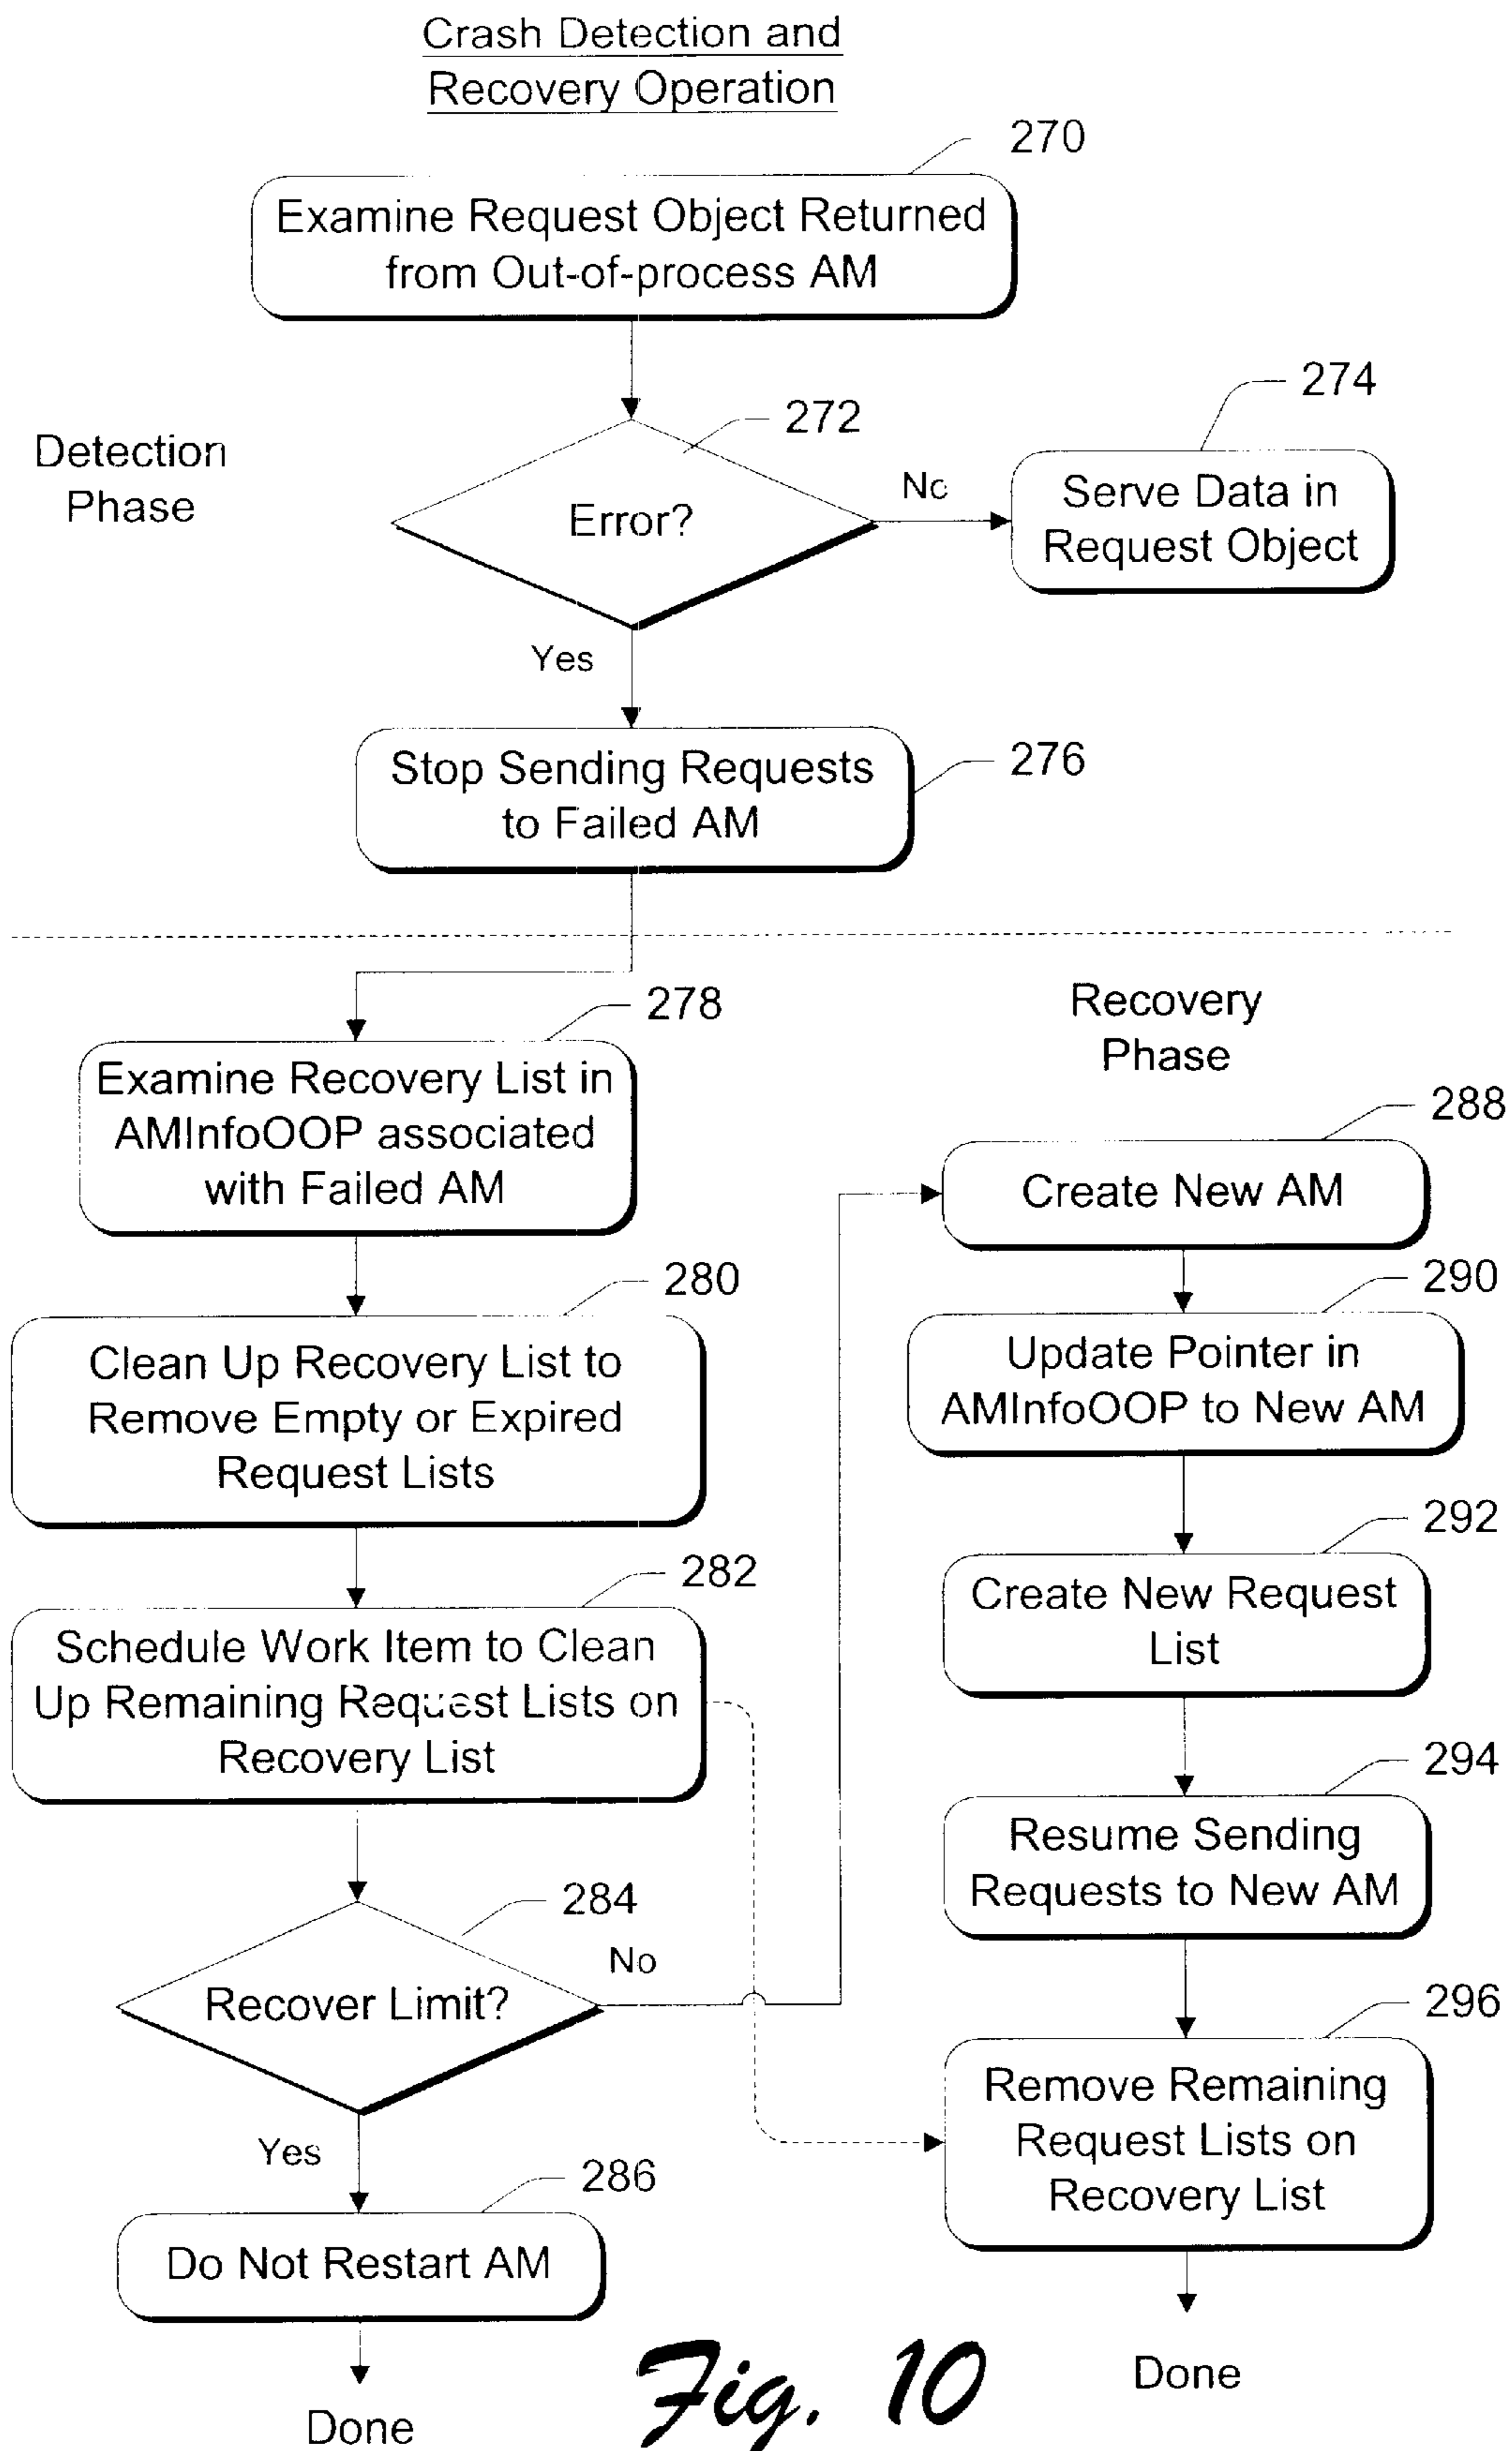 Crash Detection and
Recovery Operation
270
Examine Request Object Returned
from Out-of-process AM
Detection
Phase
272
Error?
No
274
Serve Data in
Request Object
Yes
276
Stop Sending Requests
to Failed AM
278
Examine Recovery List in
AMInfoOOP associated
with Failed AM
280
Clean Up Recovery List to
Remove Empty or Expired
Request Lists
282
Schedule Work Item to Clean
Up Remaining Request Lists on
Recovery List
284
Recover Limit?
No
Yes
286
Do Not Restart AM
Done
Recovery
Phase
288
Create New AM
290
Update Pointer in
AMInfoOOP to New AM
292
Create New Request
List
294
Resume Sending
Requests to New AM
296
Remove Remaining
Request Lists on
Recovery List
Done
Fig. 10